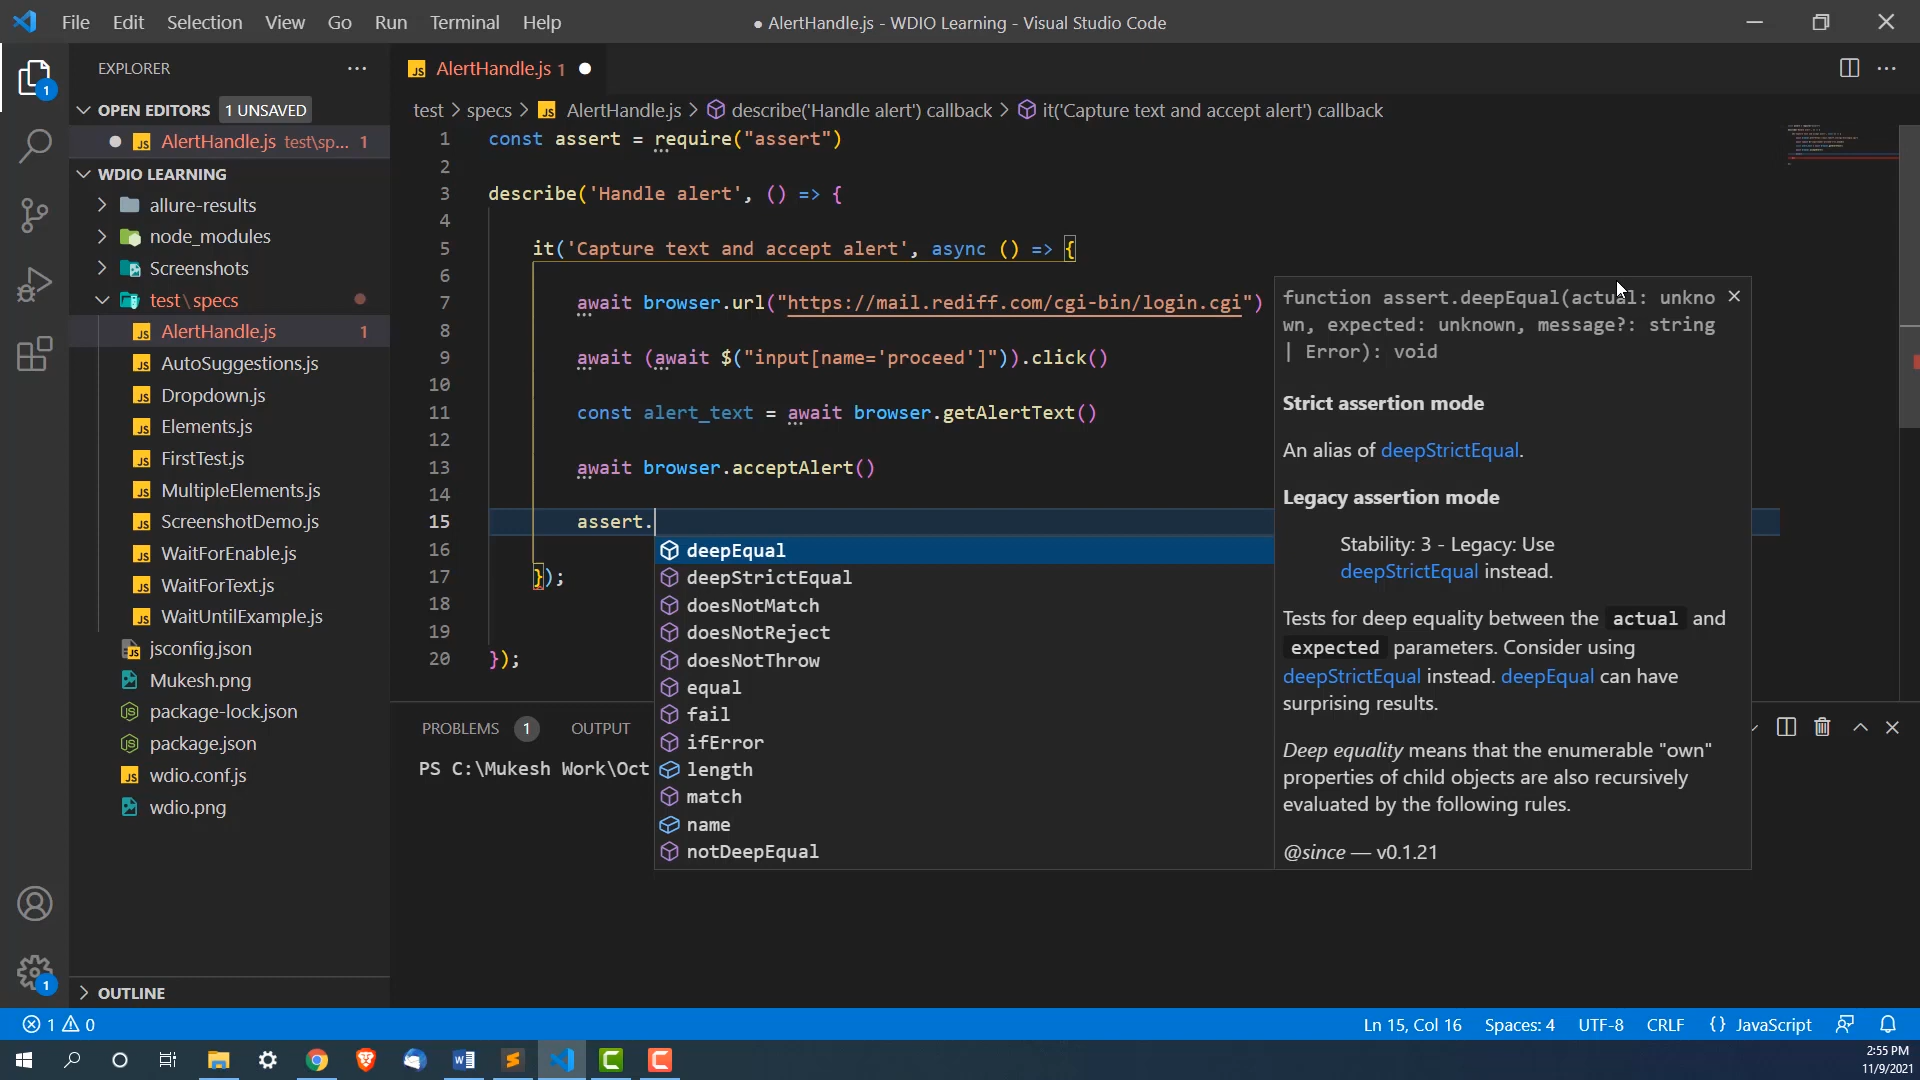 File Edit Selection View Go Run Terminal Help
● AlertHandle.js - WDIO Learning - Visual Studio Code
EXPLORER
OPEN EDITORS 1 UNSAVED
AlertHandle.js test\sp... 1
WDIO LEARNING
allure-results
node_modules
Screenshots
test\specs
AlertHandle.js 1
AutoSuggestions.js
Dropdown.js
Elements.js
FirstTest.js
MultipleElements.js
ScreenshotDemo.js
WaitForEnable.js
WaitForText.js
WaitUntilExample.js
jsconfig.json
Mukesh.png
package-lock.json
package.json
wdio.conf.js
wdio.png
OUTLINE
AlertHandle.js 1
test > specs > AlertHandle.js > describe('Handle alert') callback > it('Capture text and accept alert') callback
1 const assert = require("assert")
2
3 describe('Handle alert', () => {
4
5 it('Capture text and accept alert', async () => {
6
7 await browser.url("https://mail.rediff.com/cgi-bin/login.cgi")
8
9 await (await $("input[name='proceed']")).click()
10
11 const alert_text = await browser.getAlertText()
12
13 await browser.acceptAlert()
14
15 assert.
16
17 });
18
19
20 });
deepEqual
deepStrictEqual
doesNotMatch
doesNotReject
doesNotThrow
equal
fail
ifError
length
match
name
notDeepEqual
function assert.deepEqual(actual: unkno
wn, expected: unknown, message?: string
| Error): void
Strict assertion mode
An alias of deepStrictEqual.
Legacy assertion mode
Stability: 3 - Legacy: Use
deepStrictEqual instead.
Tests for deep equality between the actual and
expected parameters. Consider using
deepStrictEqual instead. deepEqual can have
surprising results.
Deep equality means that the enumerable "own"
properties of child objects are also recursively
evaluated by the following rules.
@since — v0.1.21
PROBLEMS 1 OUTPUT
PS C:\Mukesh Work\Oct
1 0
Ln 15, Col 16 Spaces: 4 UTF-8 CRLF {} JavaScript
2:55 PM
11/9/2021